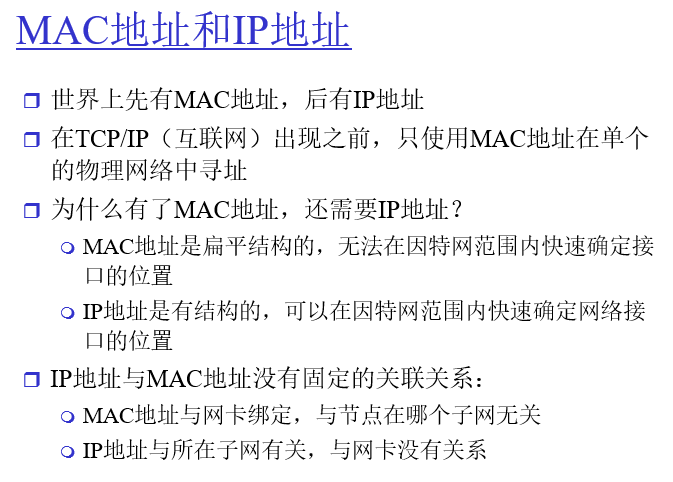 MAC地址和IP地址
世界上先有MAC地址，后有IP地址
在TCP/IP（互联网）出现之前，只使用MAC地址在单个
的物理网络中寻址
为什么有了MAC地址，还需要IP地址？
MAC地址是扁平结构的，无法在因特网范围内快速确定接
口的位置
IP地址是有结构的，可以在因特网范围内快速确定网络接
口的位置
IP地址与MAC地址没有固定的关联关系：
MAC地址与网卡绑定，与节点在哪个子网无关
IP地址与所在子网有关，与网卡没有关系